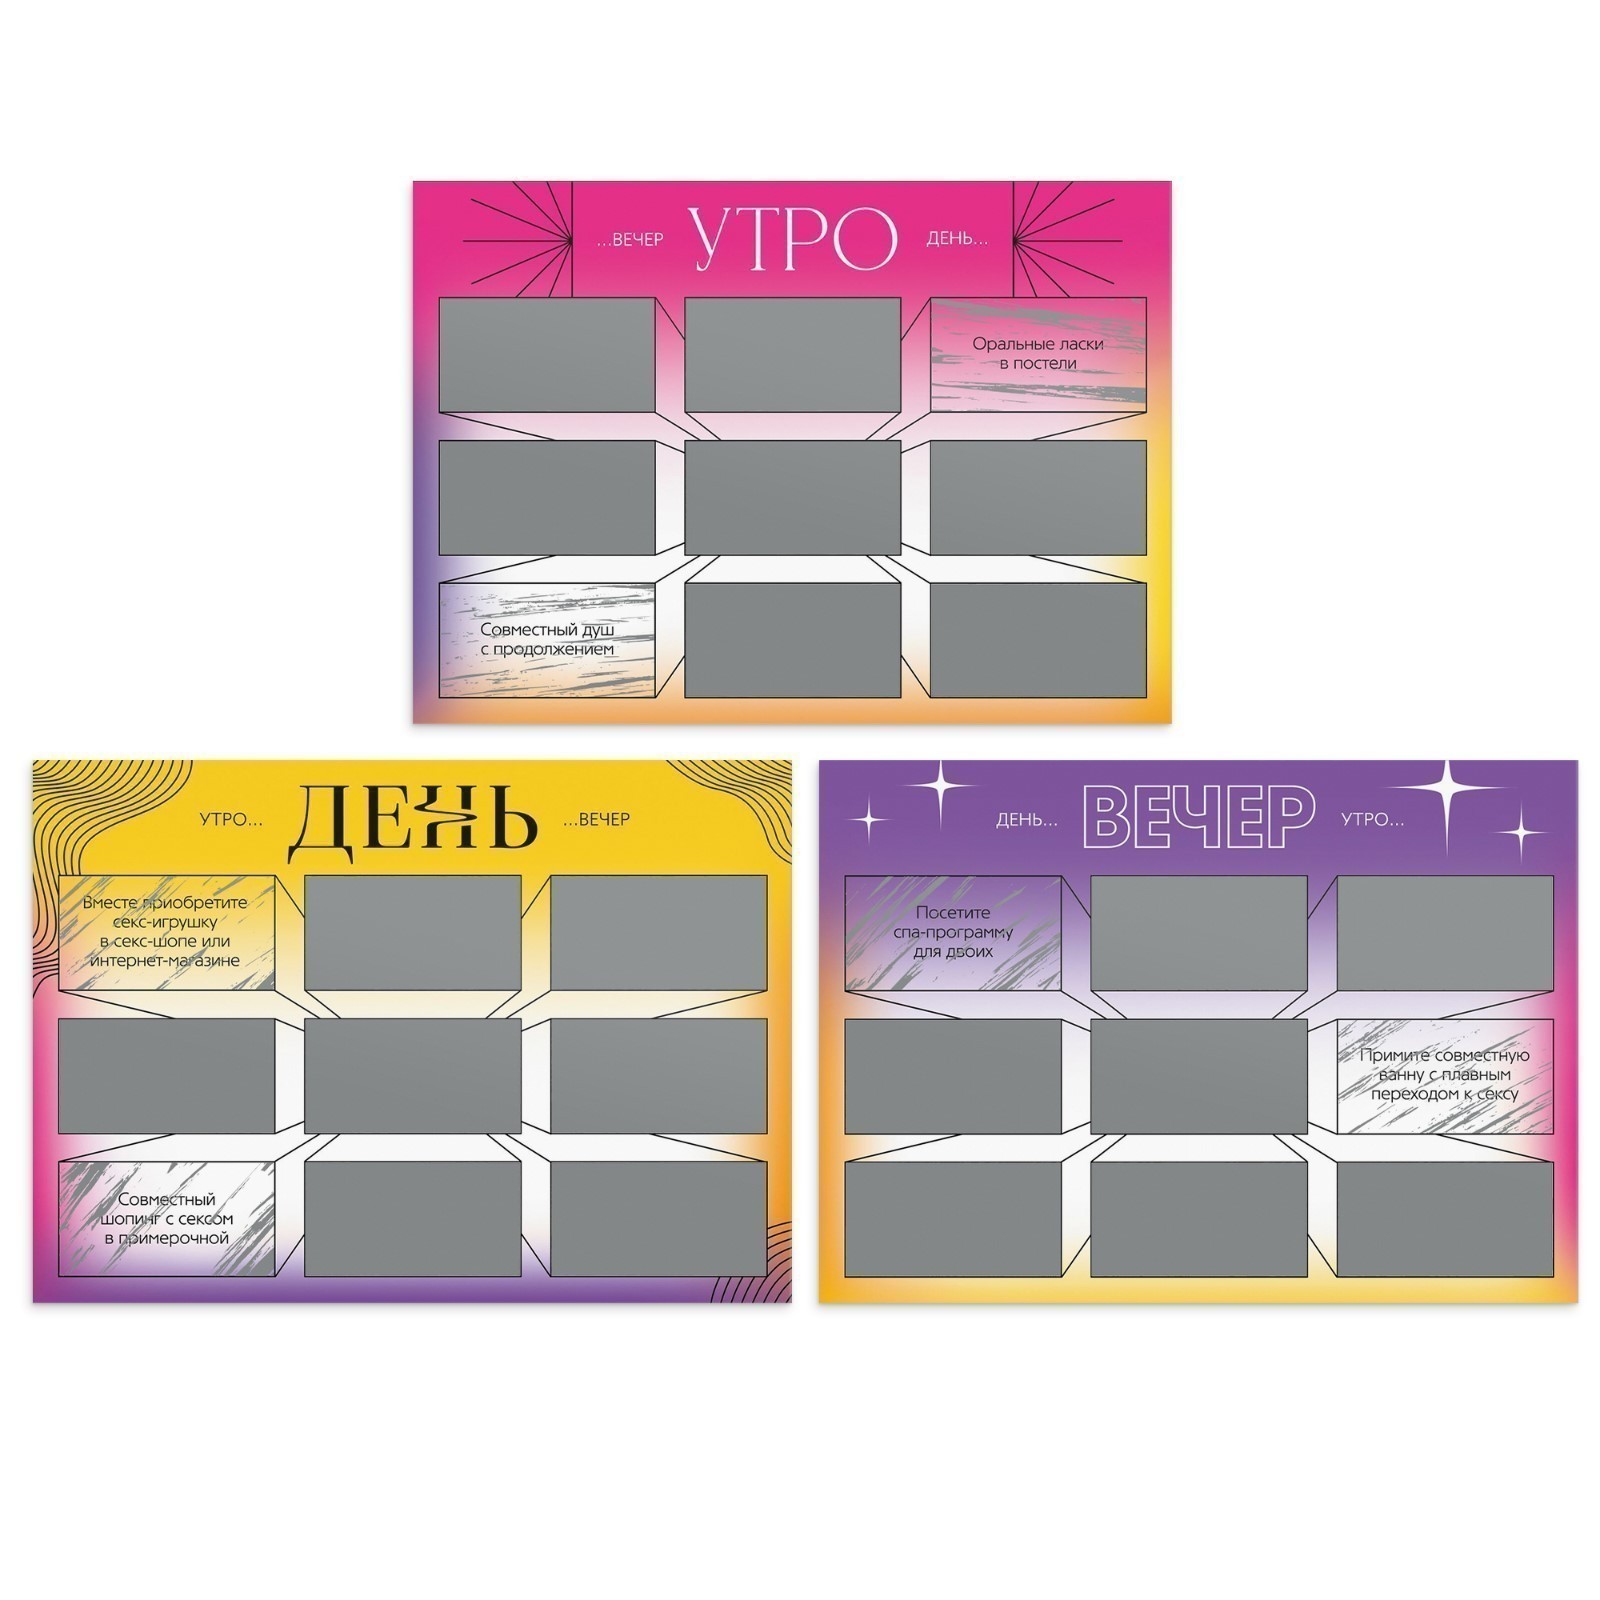 ...ВЕЧЕР УТРО ДЕНЬ...
Оральные ласки
в постели
Совместный душ
с продолжением
УТРО... ДЕНЬ ...ВЕЧЕР
Вместе приобретите
секс-игрушку
в секс-шопе или
интернет-магазине
Совместный
шопинг с сексом
в примерочной
ДЕНЬ... ВЕЧЕР УТРО...
Посетите
спа-программу
для двоих
Примите совместную
ванну с плавным
переходом к сексу